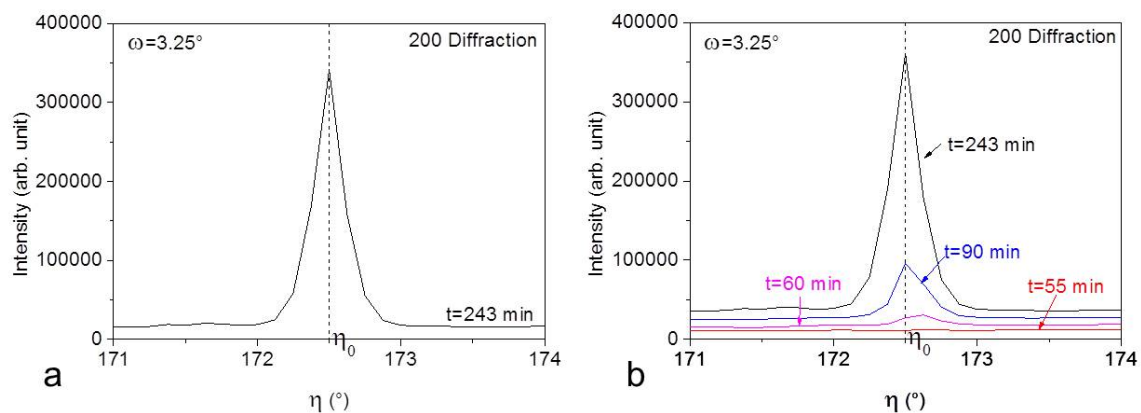 400000
300000
200000
100000
0
Intensity (arb. unit)
ω=3.25°
200 Diffraction
t=243 min
η₀
171
172
173
174
η (°)
a
400000
300000
200000
100000
0
Intensity (arb. unit)
ω=3.25°
200 Diffraction
t=243 min
t=90 min
t=60 min
t=55 min
η₀
171
172
173
174
η (°)
b